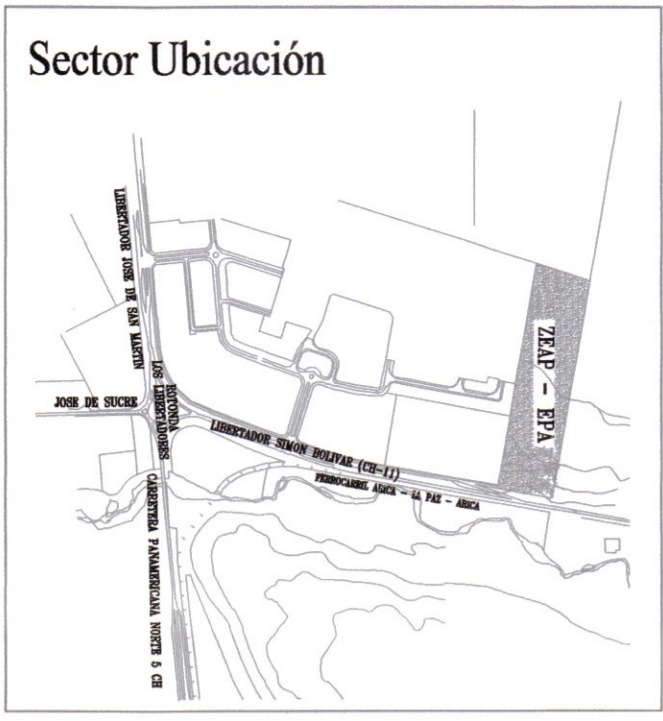 Sector Ubicación
LIBERTADOR JOSE DE SAN MARTIN
ZEAP - EPA
ROTONDA
LOS LIBERTADORES
JOSE DE SUCRE
LIBERTADOR SIMON BOLIVAR (CH-11)
FERROCARRIL ARICA - LA PAZ - ARICA
CARRETERA PANAMERICANA NORTE 5 CH